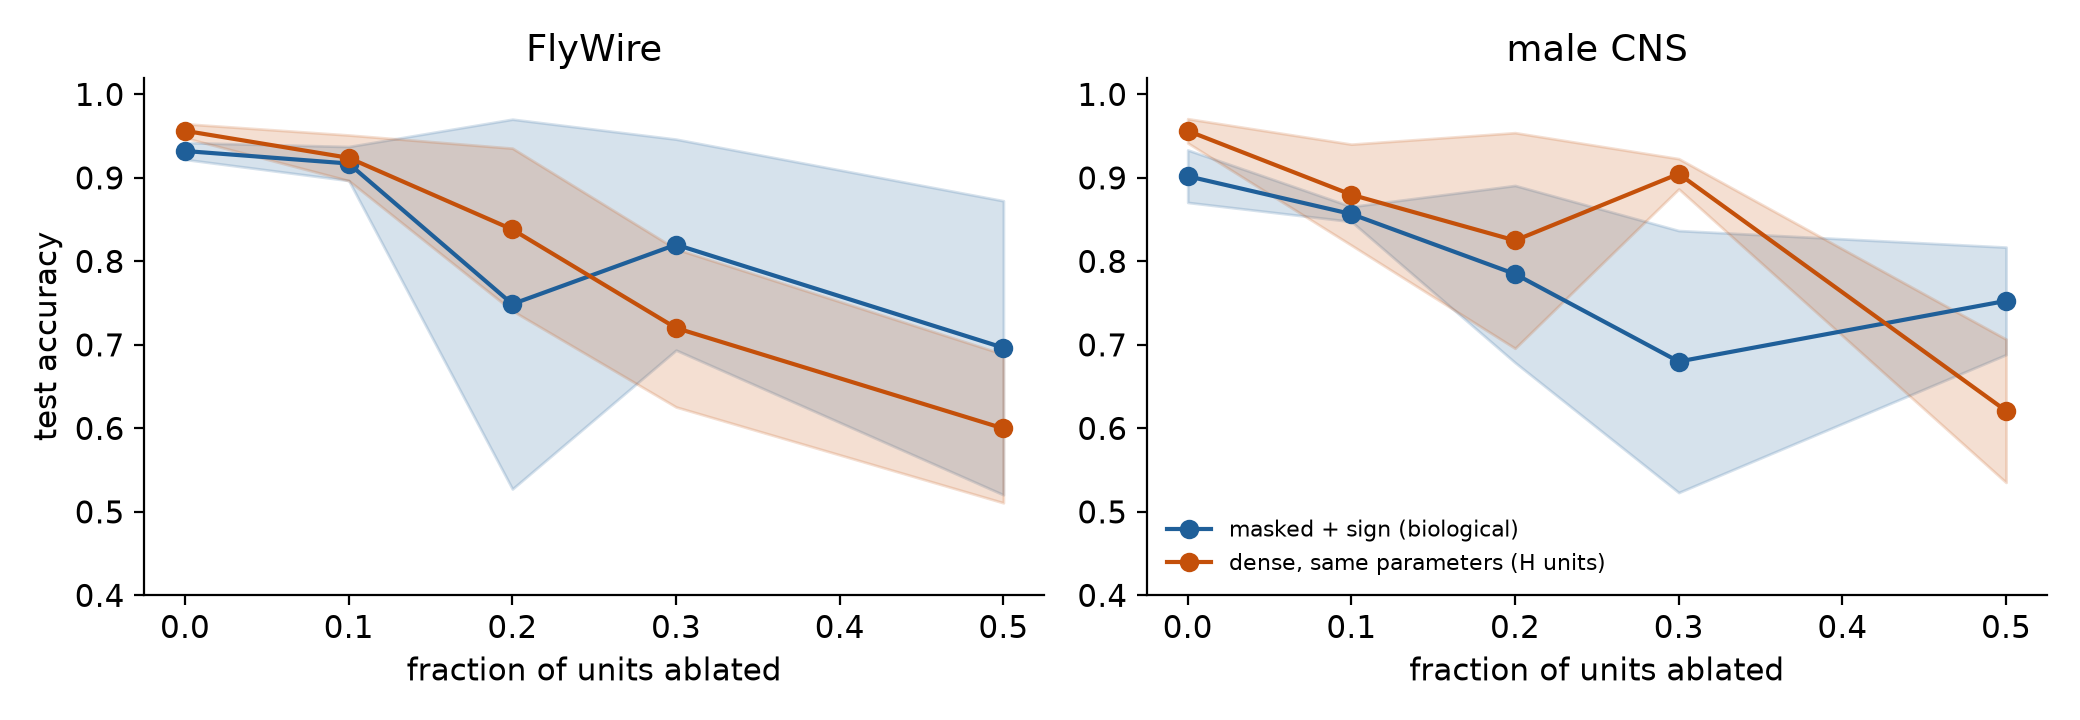 FlyWire
1.0
0.9
0.8
0.7
0.6
0.5
0.4
test accuracy
0.0 0.1 0.2 0.3 0.4 0.5
fraction of units ablated
male CNS
1.0
0.9
0.8
0.7
0.6
0.5
0.4
masked + sign (biological)
dense, same parameters (H units)
0.0 0.1 0.2 0.3 0.4 0.5
fraction of units ablated